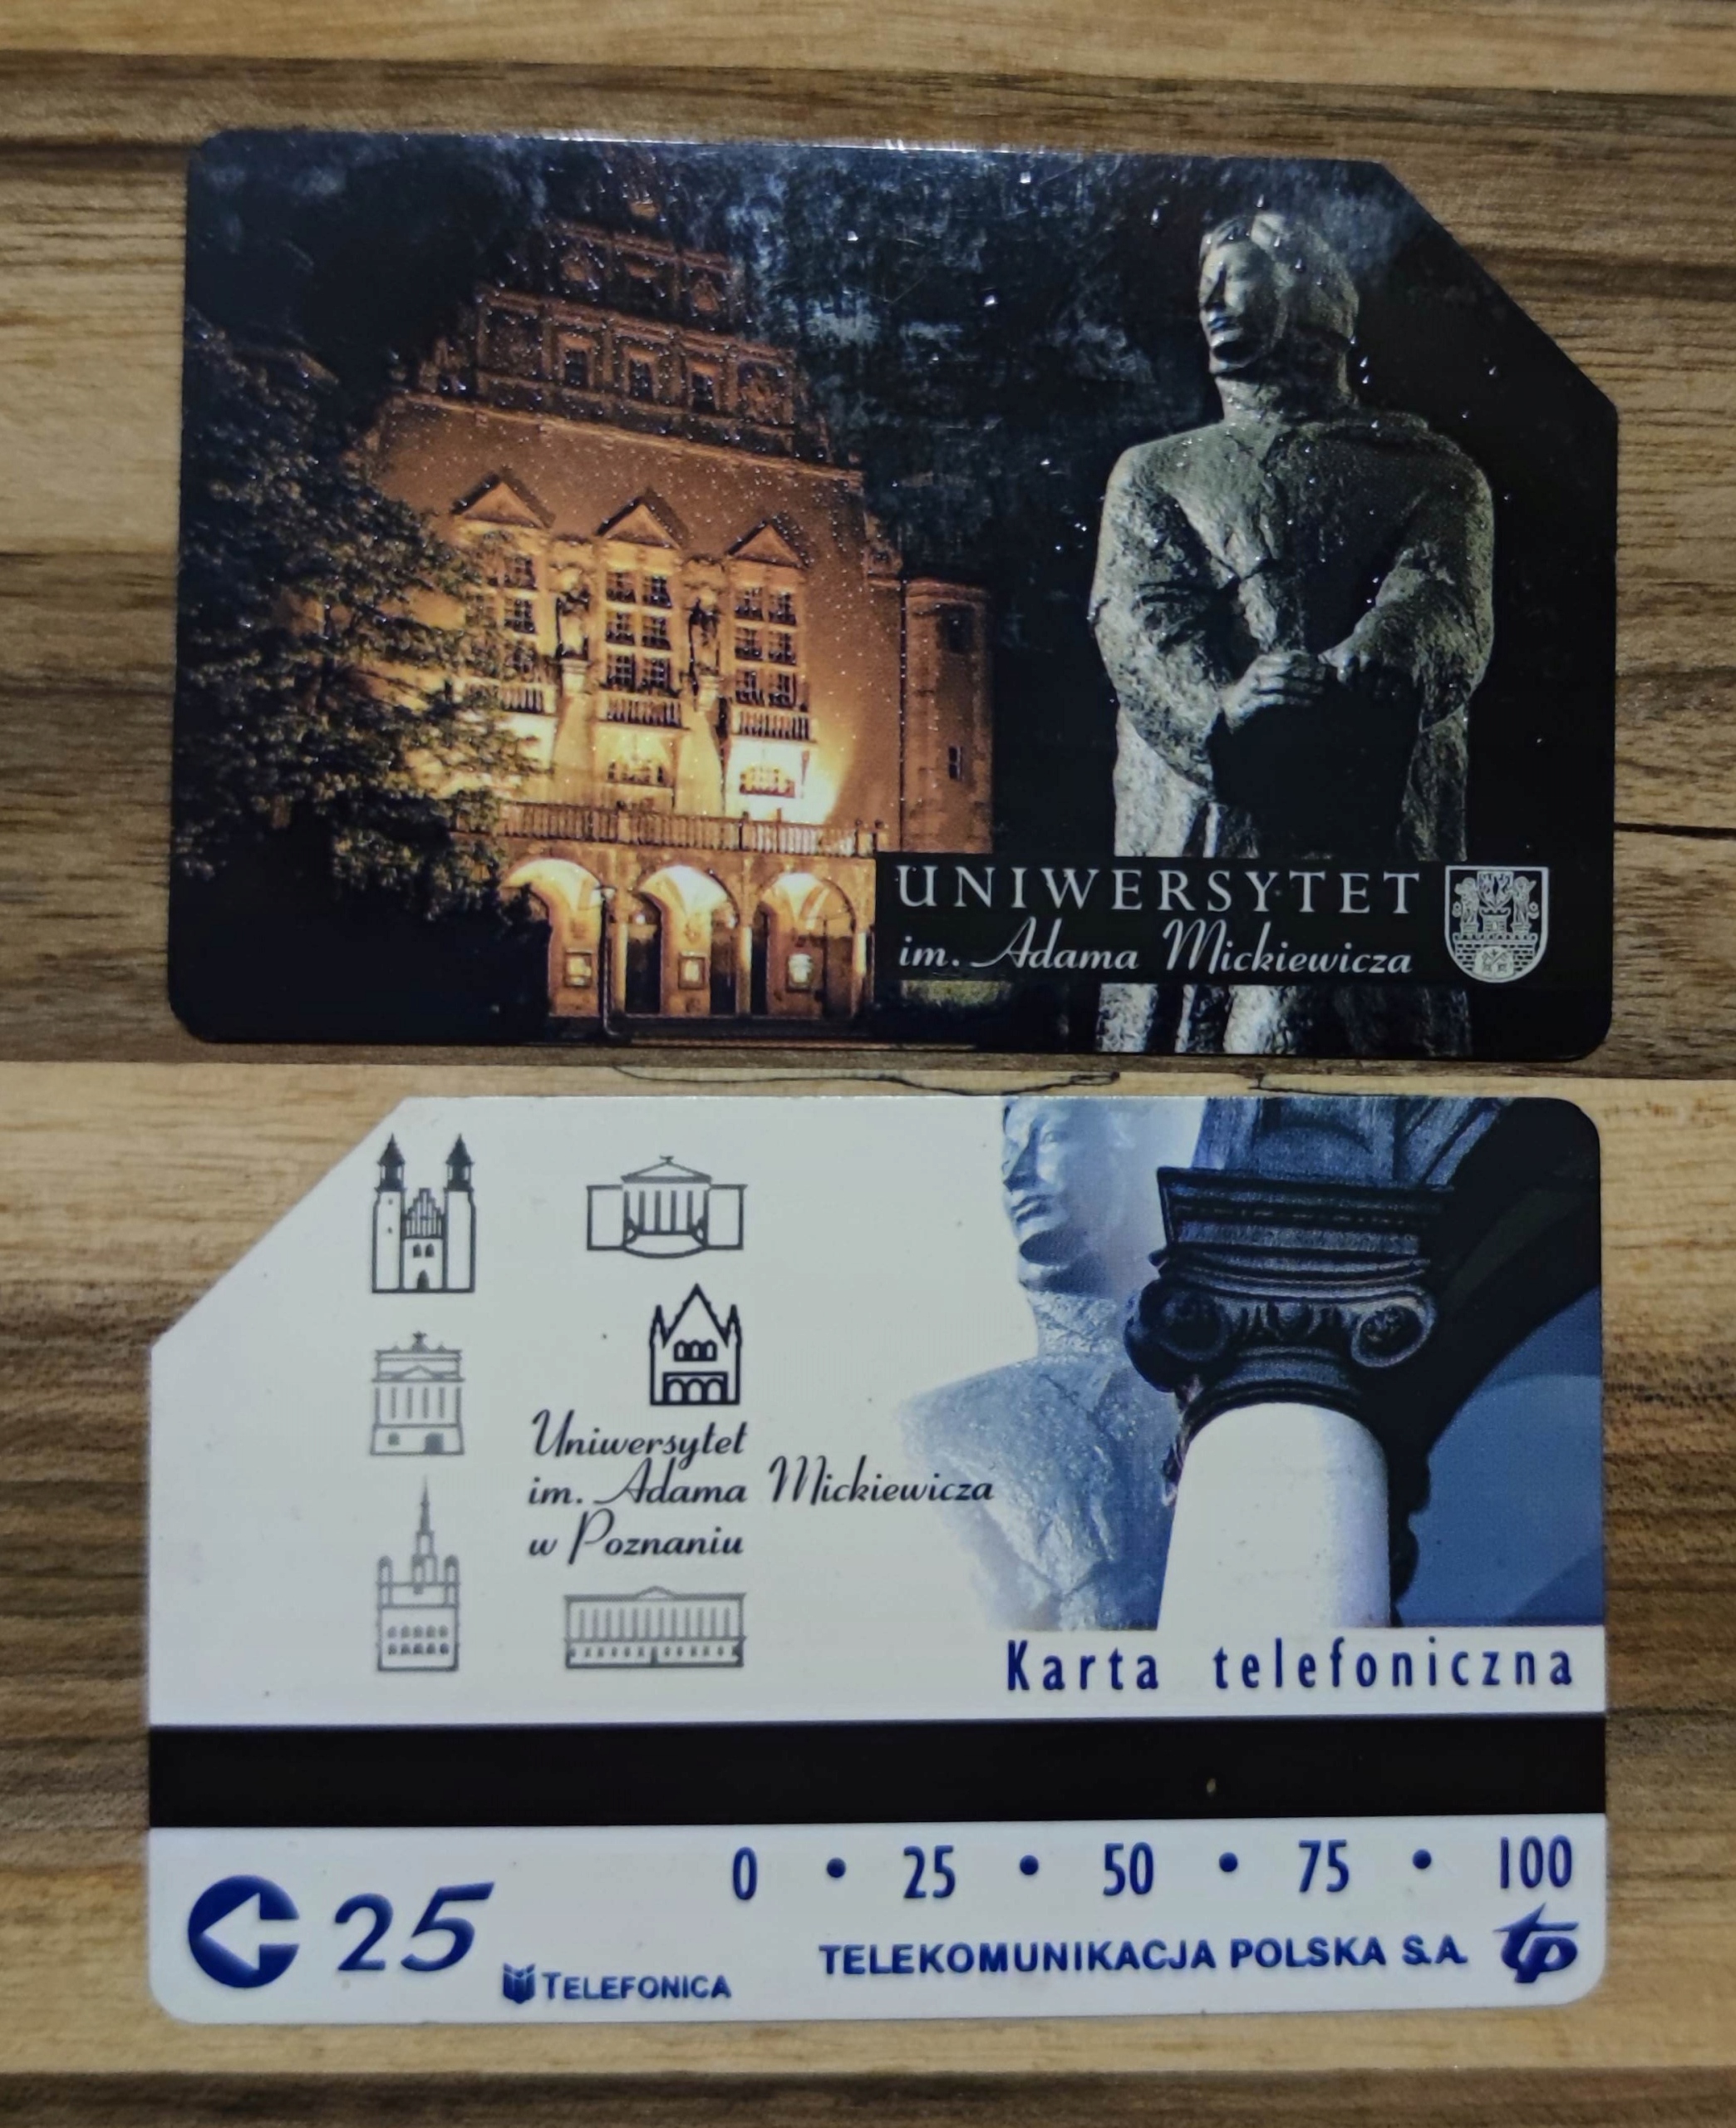 UNIWERSYTET
im. Adama Mickiewicza
Uniwersytet
im. Adama Mickiewicza
w Poznaniu
Karta telefoniczna
0 • 25 • 50 • 75 • 100
25
TELEFONICA
TELEKOMUNIKACJA POLSKA S.A.
tp